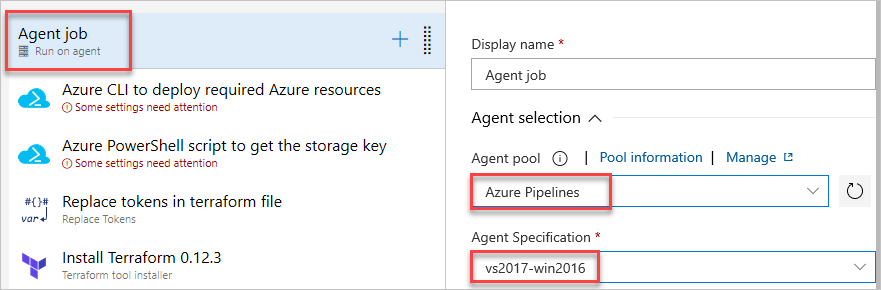 Agent job
Run on agent
Azure CLI to deploy required Azure resources
Some settings need attention
Azure PowerShell script to get the storage key
Some settings need attention
#{}#
var
Replace tokens in terraform file
Replace Tokens
Install Terraform 0.12.3
Terraform tool installer
Display name *
Agent job
Agent selection
Agent pool | Pool information | Manage
Azure Pipelines
Agent Specification *
vs2017-win2016